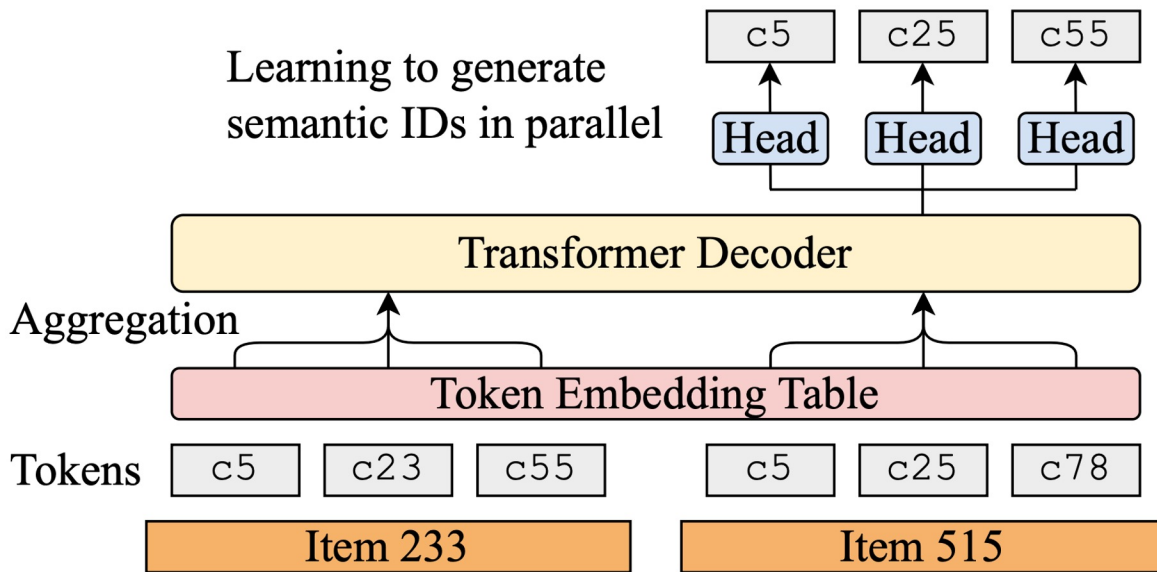 c5 c25 c55
Learning to generate
semantic IDs in parallel
Head Head Head
Transformer Decoder
Aggregation
Token Embedding Table
Tokens c5 c23 c55 c5 c25 c78
Item 233 Item 515